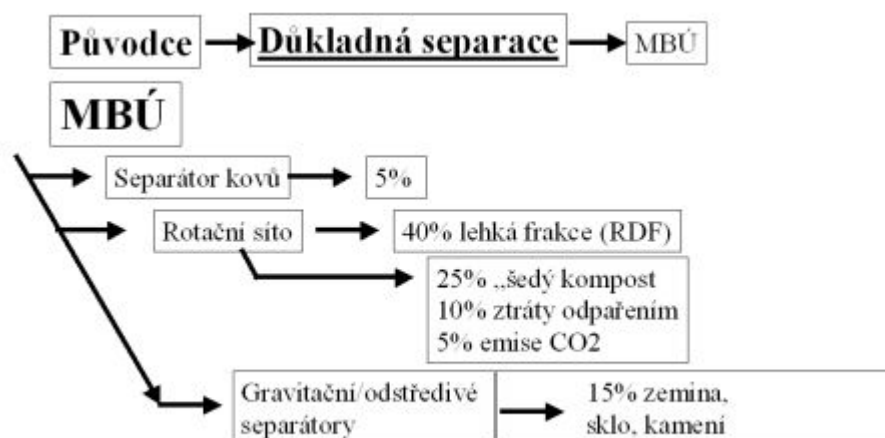 Původce
Důkladná separace
MBÚ
MBÚ
Separátor kovů
5%
Rotační síto
40% lehká frakce (RDF)
25% „šedý kompost
10% ztráty odpařením
5% emise CO2
Gravitační/odstředivé
separátory
15% zemina,
sklo, kamení